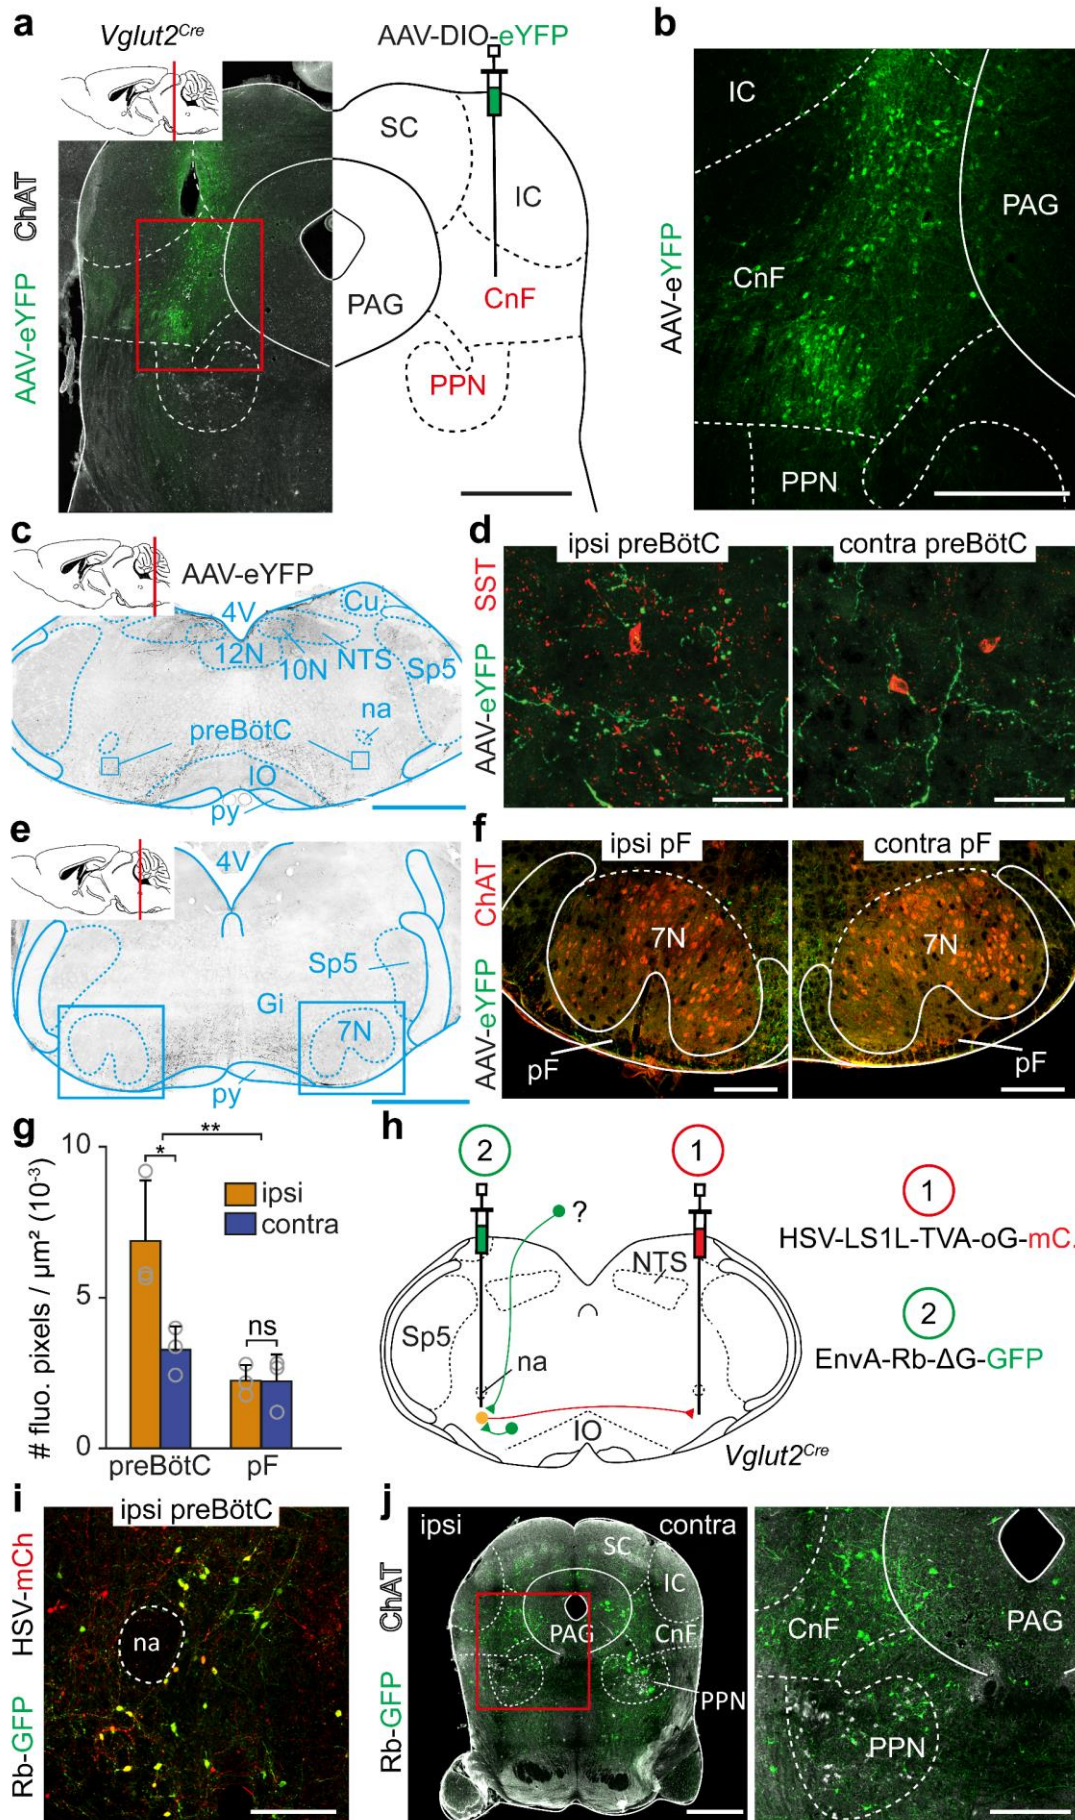 a
Vglut2Cre
AAV-DIO-eYFP
SC
IC
CnF
PAG
PPN
AAV-eYFP ChAT
b
IC
PAG
CnF
PPN
AAV-eYFP
c
AAV-eYFP
4V
Cu
12N
10N
NTS
Sp5
na
preBötC
IO
py
d
ipsi preBötC
contra preBötC
AAV-eYFP SST
e
4V
Sp5
Gi
7N
py
f
ipsi pF
contra pF
7N
7N
pF
pF
AAV-eYFP ChAT
g
# fluo. pixels / µm² (10⁻³)
10
5
0
**
*
ns
ipsi
contra
preBötC
pF
h
2
1
?
NTS
Sp5
na
IO
Vglut2Cre
1
HSV-LS1L-TVA-oG-mC.
2
EnvA-Rb-ΔG-GFP
i
ipsi preBötC
na
Rb-GFP HSV-mCh
j
ipsi
contra
SC
IC
PAG
CnF
PPN
Rb-GFP ChAT
CnF
PAG
PPN